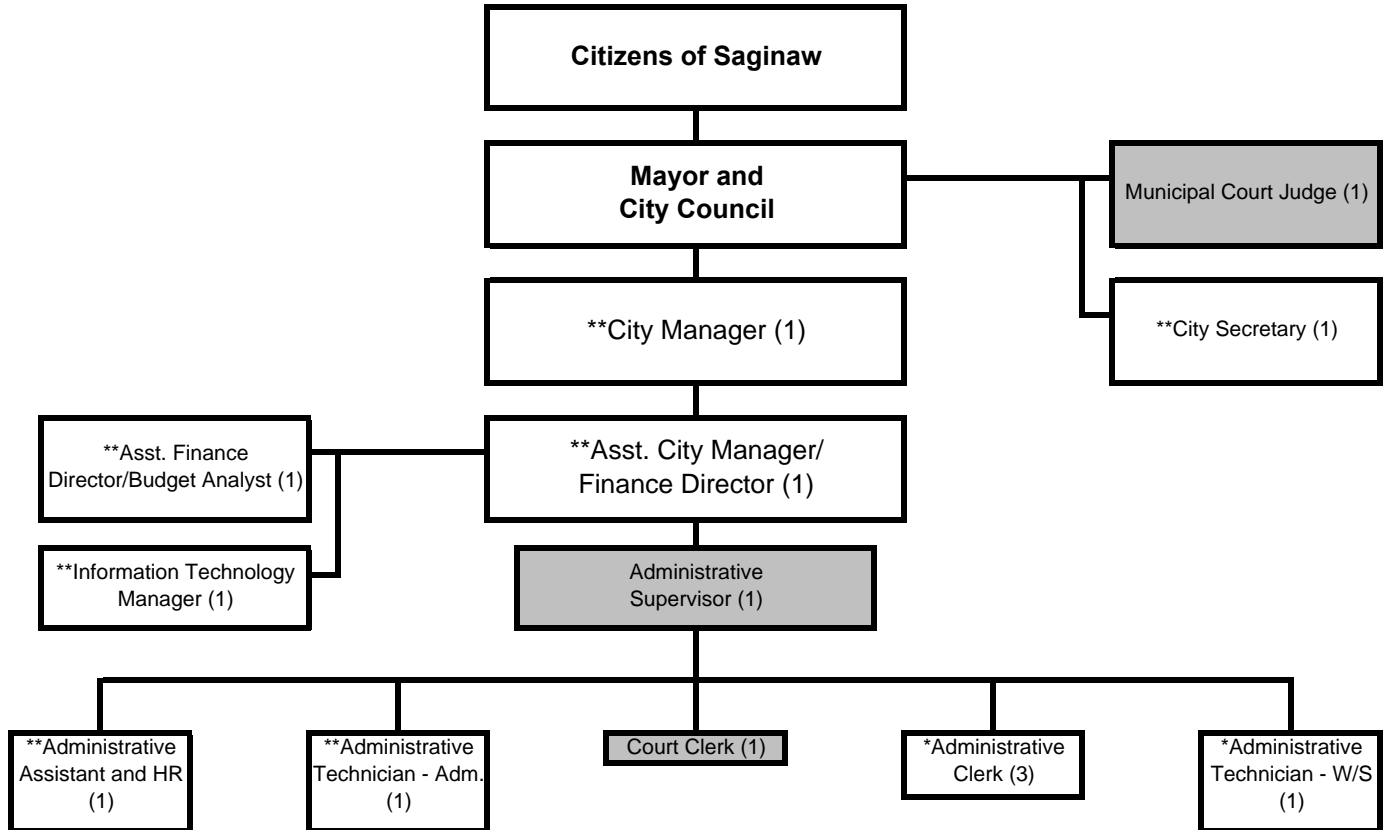 Citizens of Saginaw
Mayor and
City Council
Municipal Court Judge (1)
**City Manager (1)
**City Secretary (1)
**Asst. Finance
Director/Budget Analyst (1)
**Asst. City Manager/
Finance Director (1)
**Information Technology
Manager (1)
Administrative
Supervisor (1)
**Administrative
Assistant and HR
(1)
**Administrative
Technician - Adm.
(1)
Court Clerk (1)
*Administrative
Clerk (3)
*Administrative
Technician - W/S
(1)